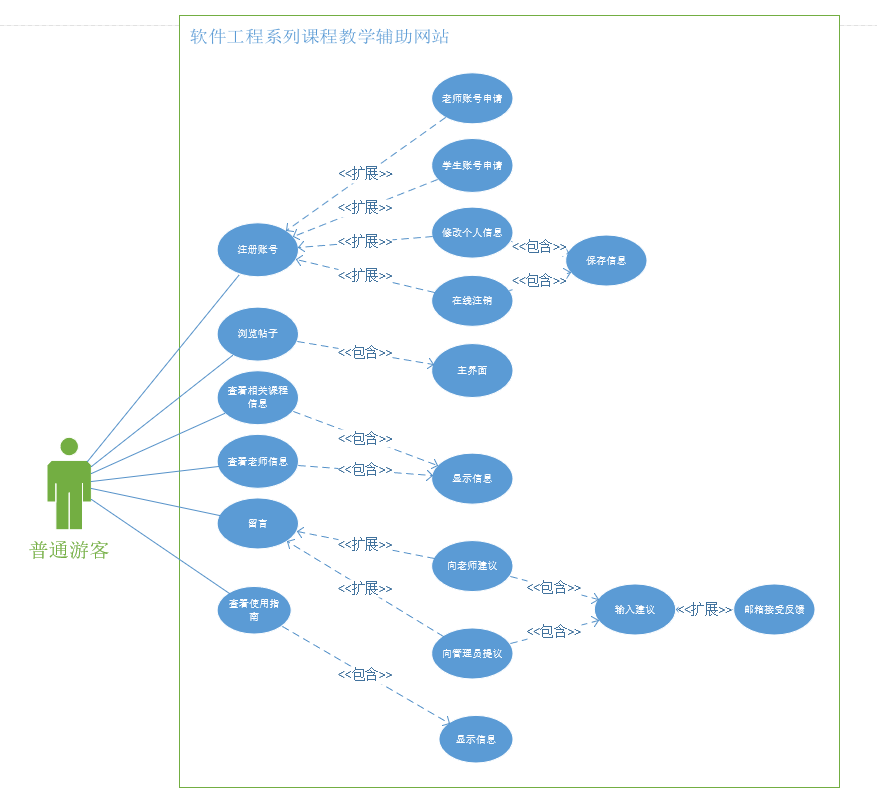 软件工程系列课程教学辅助网站
老师账号申请
学生账号申请
<<扩展>>
<<扩展>>
修改个人信息
注册账号
<<扩展>>
<<包含>>
保存信息
<<扩展>>
<<包含>>
在线注销
浏览帖子
<<包含>>
主界面
查看相关课程
信息
<<包含>>
查看老师信息
<<包含>>
显示信息
留言
<<扩展>>
普通游客
向老师建议
<<扩展>>
<<包含>>
查看使用指
南
输入建议
<<扩展>>
邮箱接受反馈
<<包含>>
向管理员提议
<<包含>>
显示信息